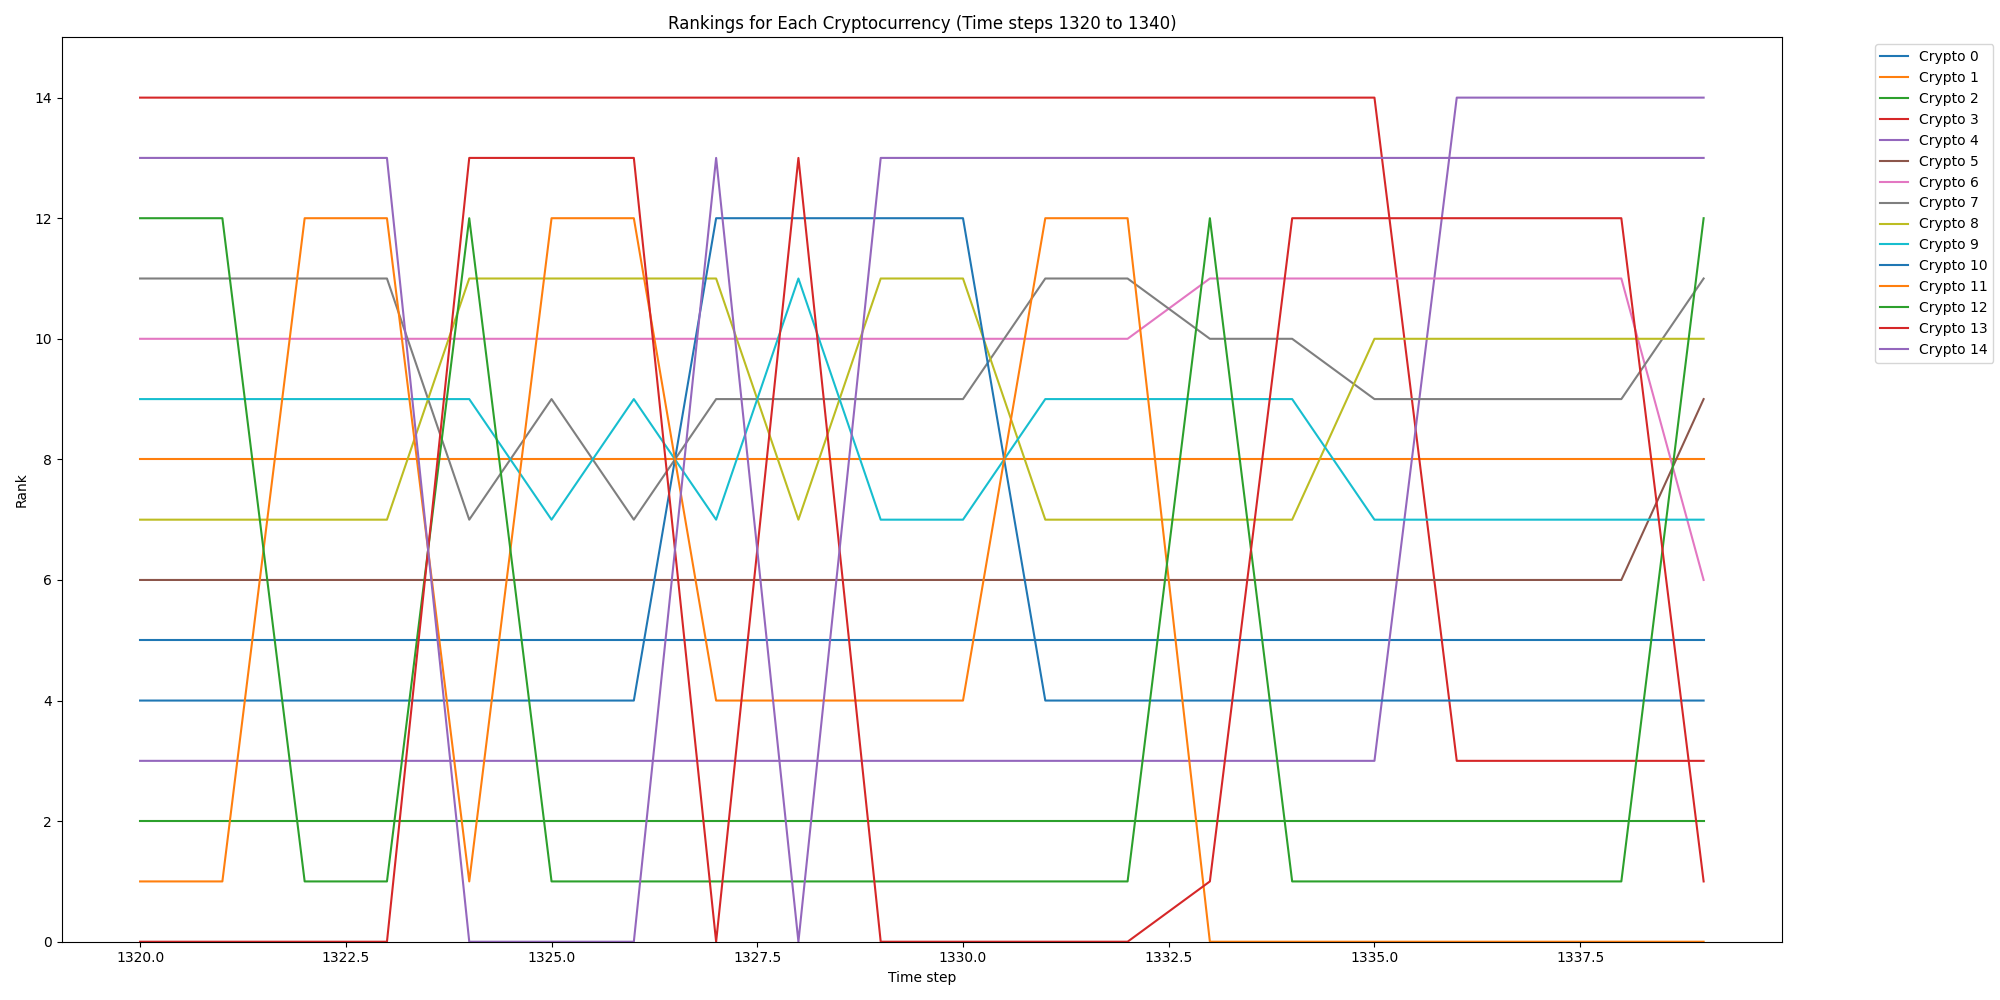 Rankings for Each Cryptocurrency (Time steps 1320 to 1340)
Rank
14
12
10
8
6
4
2
0
1320.0
1322.5
1325.0
1327.5
1330.0
1332.5
1335.0
1337.5
Time step
Crypto 0
Crypto 1
Crypto 2
Crypto 3
Crypto 4
Crypto 5
Crypto 6
Crypto 7
Crypto 8
Crypto 9
Crypto 10
Crypto 11
Crypto 12
Crypto 13
Crypto 14